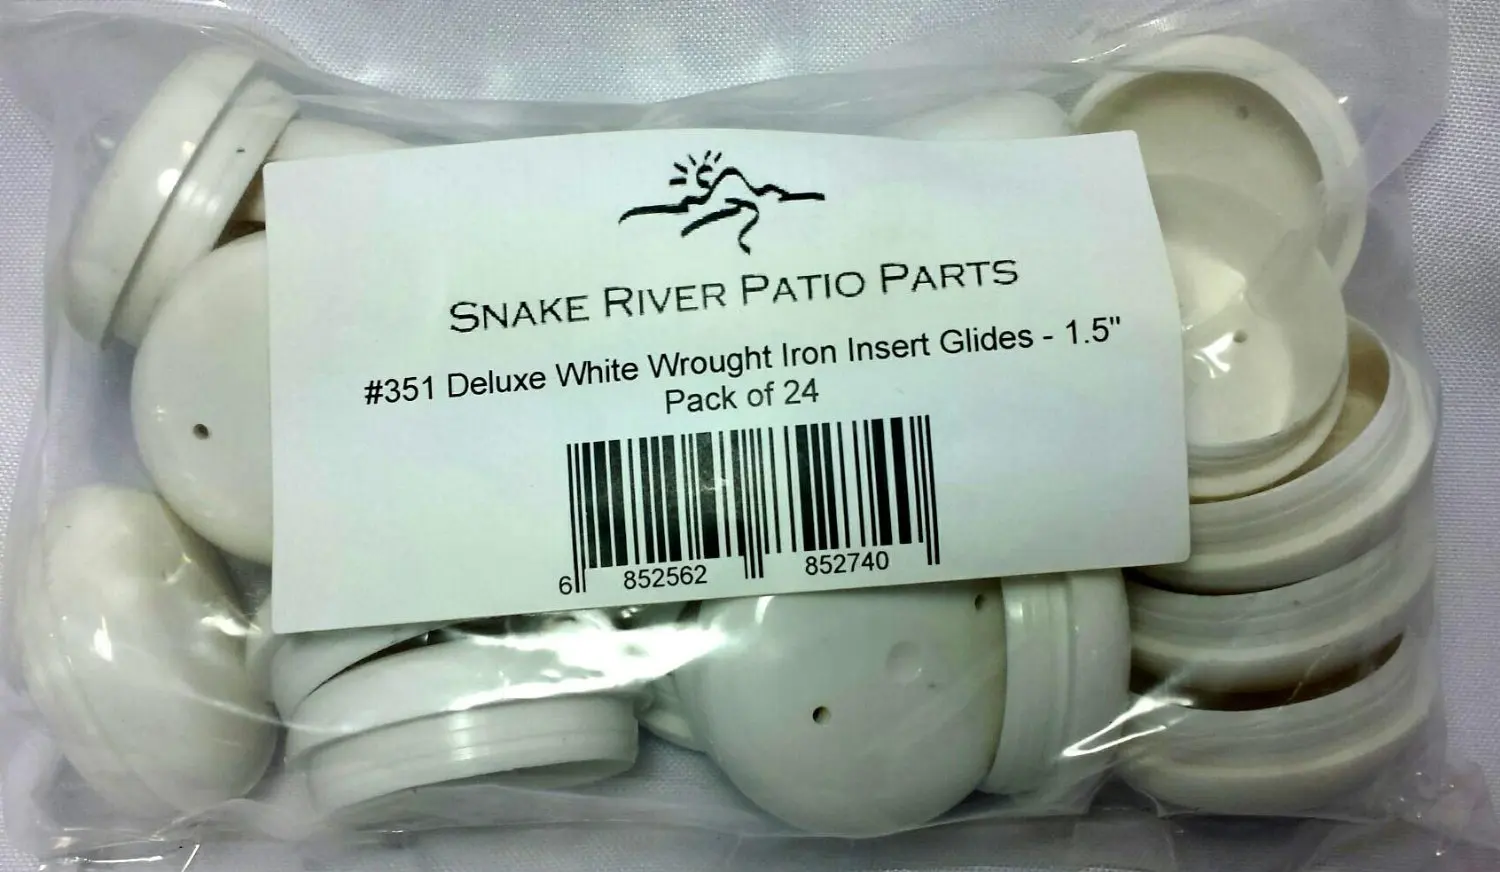 SNAKE RIVER PATIO PARTS
#351 Deluxe White Wrought Iron Insert Glides - 1.5"
Pack of 24
6 852562 852740